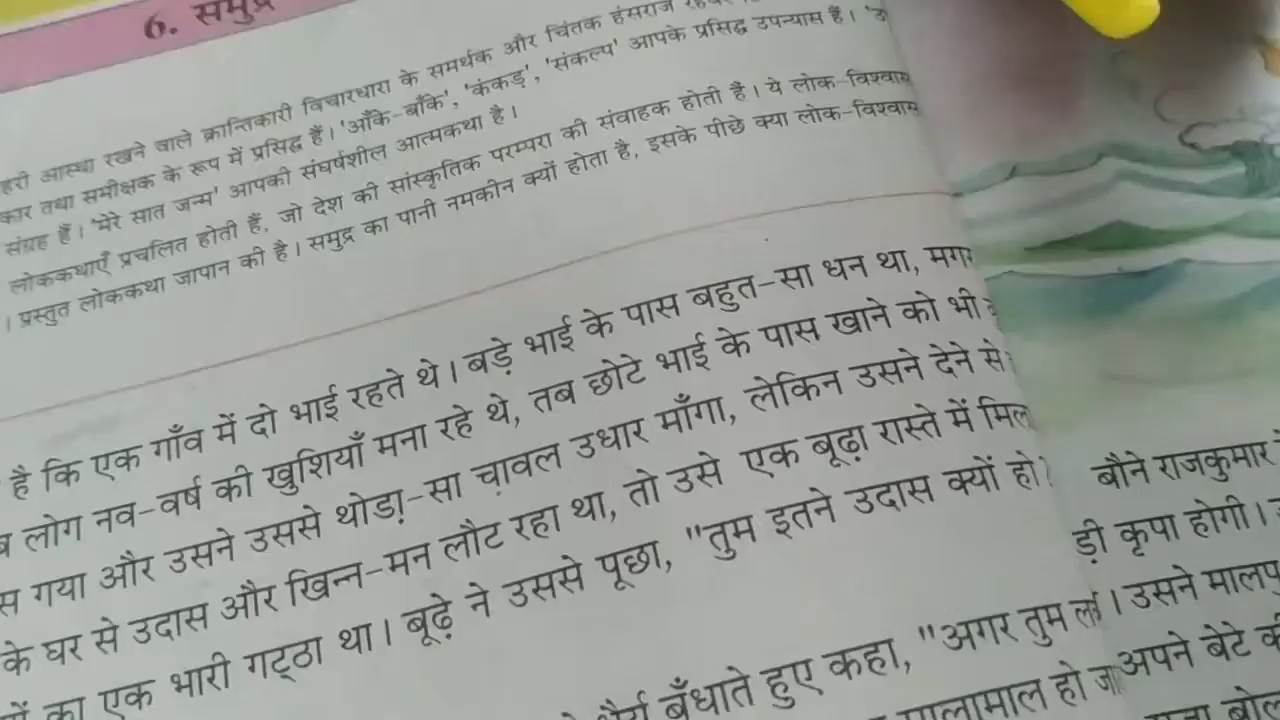 6. समुद्र
आस्था रखने वाले क्रान्तिकारी विचारधारा के समर्थक और चिंतक हंसराज
कार तथा समीक्षक के रूप में प्रसिद्ध हैं। 'आँके-बाँके', 'कंकड़', 'संकल्प' आपके प्रसिद्ध उपन्यास हैं।
संग्रह हैं। 'मेरे सात जन्म' आपकी संघर्षशील आत्मकथा है।
लोककथाएँ प्रचलित होती हैं, जो देश की सांस्कृतिक परम्परा की संवाहक होती हैं। ये लोक-विश्वास
। प्रस्तुत लोककथा जापान की है। समुद्र का पानी नमकीन क्यों होता है, इसके पीछे क्या लोक-विश्वास
है कि एक गाँव में दो भाई रहते थे। बड़े भाई के पास बहुत-सा धन था, मगर
लोग नव-वर्ष की खुशियाँ मना रहे थे, तब छोटे भाई के पास खाने को भी
गया और उसने उससे थोड़ा-सा चावल उधार माँगा, लेकिन उसने देने से
के घर से उदास और खिन्न-मन लौट रहा था, तो उसे एक बूढ़ा रास्ते में मिल
का एक भारी गट्ठा था। बूढ़े ने उससे पूछा, "तुम इतने उदास क्यों हो
बँधाते हुए कहा, "अगर तुम
मालामाल हो
बौने राजकुमार
ड़ी कृपा होगी।
। उसने मालपु
अपने बेटे